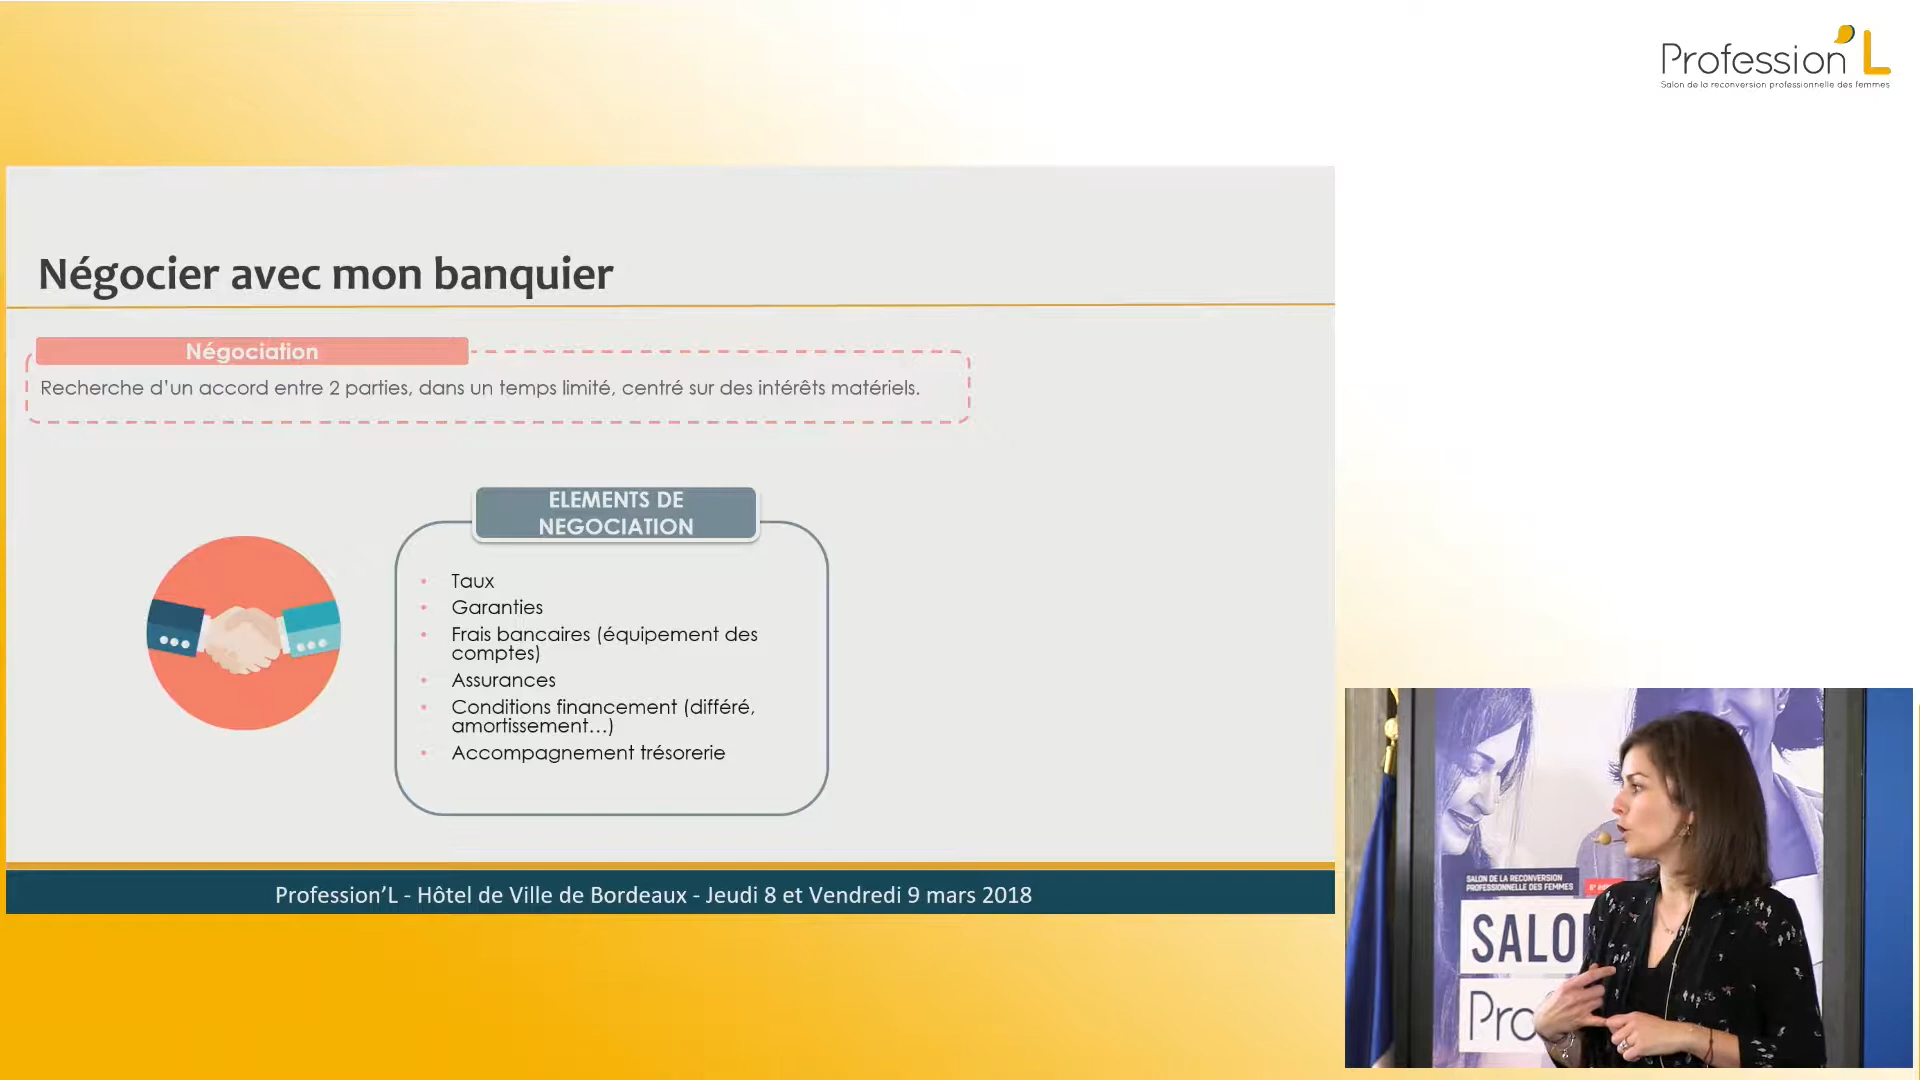 Profession'L
Salon de la reconversion professionnelle des femmes
Négocier avec mon banquier
Négociation
Recherche d’un accord entre 2 parties, dans un temps limité, centré sur des intérêts matériels.
ELEMENTS DE
NEGOCIATION
• Taux
• Garanties
• Frais bancaires (équipement des
comptes)
• Assurances
• Conditions financement (différé,
amortissement…)
• Accompagnement trésorerie
Profession’L - Hôtel de Ville de Bordeaux - Jeudi 8 et Vendredi 9 mars 2018
SALON DE LA RECONVERSION
PROFESSIONNELLE DES FEMMES
SALO
Pro